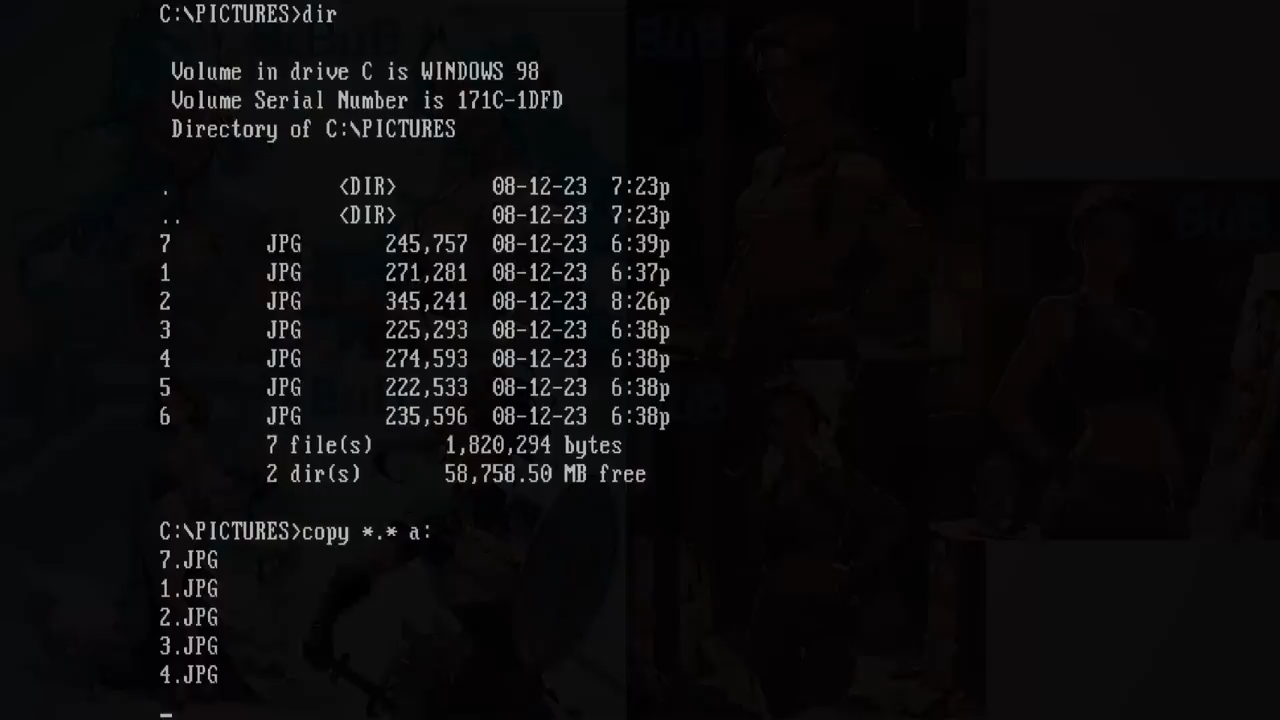 C:\PICTURES>dir
Volume in drive C is WINDOWS 98
Volume Serial Number is 171C-1DFD
Directory of C:\PICTURES
. <DIR> 08-12-23 7:23p
.. <DIR> 08-12-23 7:23p
7 JPG 245,757 08-12-23 6:39p
1 JPG 271,281 08-12-23 6:37p
2 JPG 345,241 08-12-23 8:26p
3 JPG 225,293 08-12-23 6:38p
4 JPG 274,593 08-12-23 6:38p
5 JPG 222,533 08-12-23 6:38p
6 JPG 235,596 08-12-23 6:38p
7 file(s) 1,820,294 bytes
2 dir(s) 58,758.50 MB free
C:\PICTURES>copy *.* a:
7.JPG
1.JPG
2.JPG
3.JPG
4.JPG